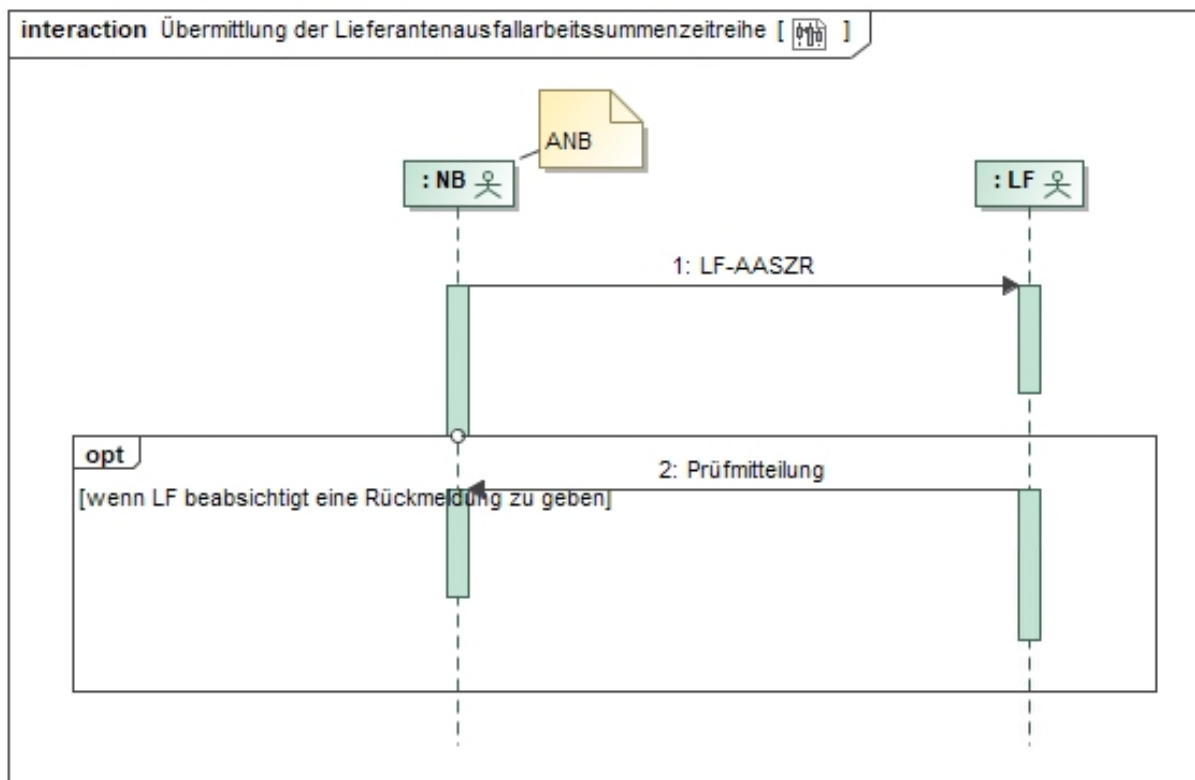 interaction Übermittlung der Lieferantenausfallarbeitssummenzeitreihe [ ]
ANB
: NB
: LF
1: LF-AASZR
opt
2: Prüfmitteilung
[wenn LF beabsichtigt eine Rückmeldung zu geben]